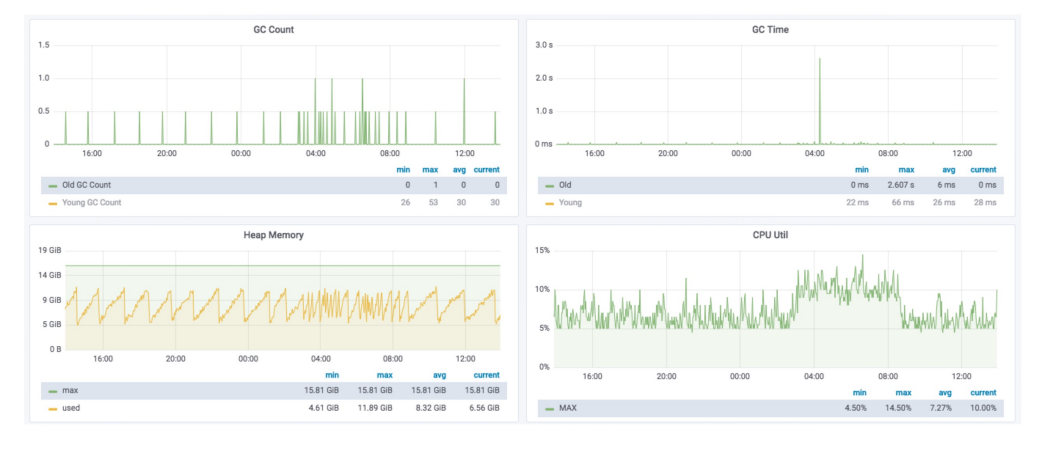 GC Count
1.5
1.0
0.5
0
16:00 20:00 00:00 04:00 08:00 12:00
min max avg current
Old GC Count 0 1 0 0
Young GC Count 26 53 30 30
GC Time
3.0 s
2.0 s
1.0 s
0 ms
16:00 20:00 00:00 04:00 08:00 12:00
min max avg current
Old 0 ms 2.607 s 6 ms 0 ms
Young 22 ms 66 ms 26 ms 28 ms
Heap Memory
19 GiB
14 GiB
9 GiB
5 GiB
0 B
16:00 20:00 00:00 04:00 08:00 12:00
min max avg current
max 15.81 GiB 15.81 GiB 15.81 GiB 15.81 GiB
used 4.61 GiB 11.89 GiB 8.32 GiB 6.56 GiB
CPU Util
15%
10%
5%
0%
16:00 20:00 00:00 04:00 08:00 12:00
min max avg current
MAX 4.50% 14.50% 7.27% 10.00%